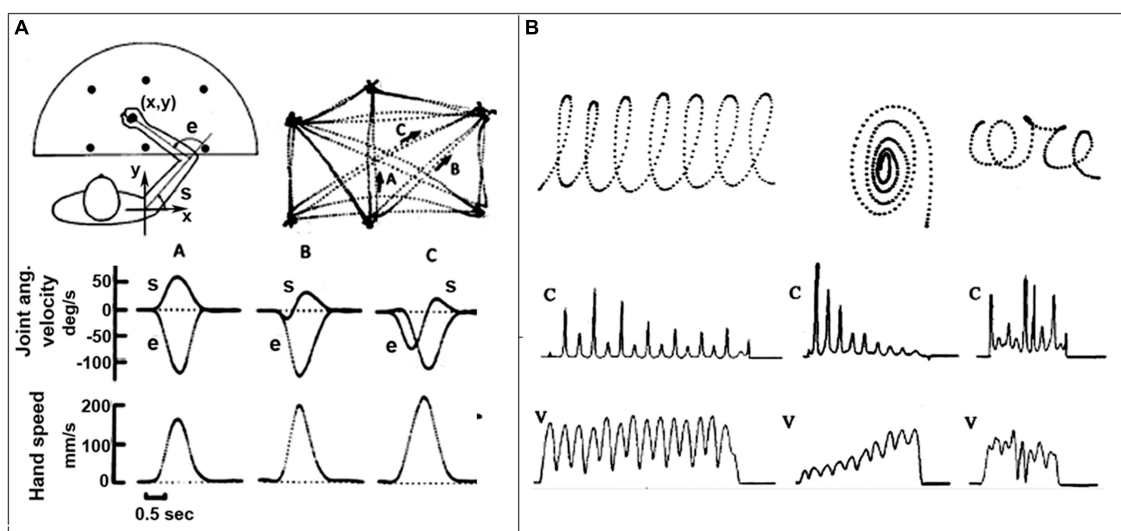 A
B
(x,y)
e
y
s
x
C
B
A
A
B
C
Joint ang.
velocity
deg/s
50
0
-50
-100
s
s
s
e
e
e
Hand speed
mm/s
200
100
0
0.5 sec
C
C
C
V
V
V